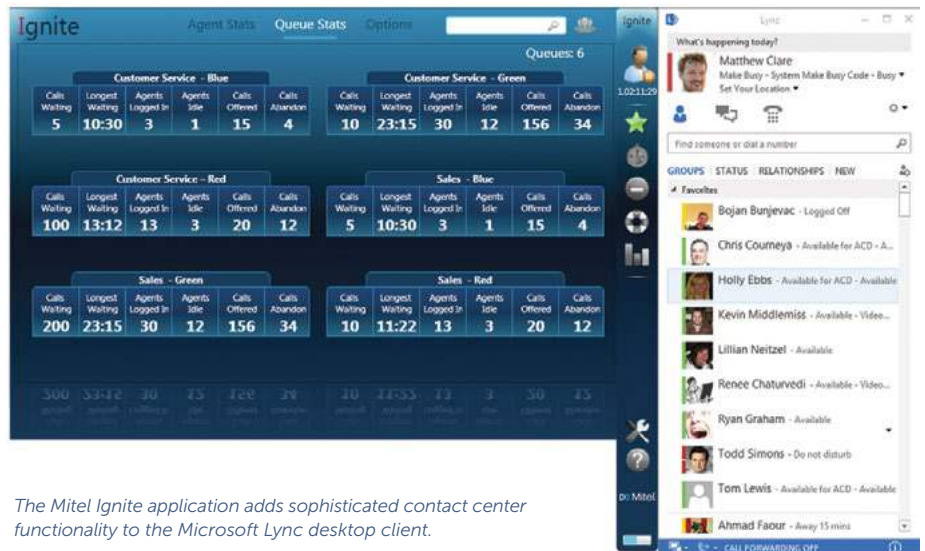 Ignite
Agent Stats Queue Stats Options
Queues: 6
Customer Service - Blue
Calls Waiting Longest Waiting Agents Logged In Agents Idle Calls Offered Calls Abandon
5 10:30 3 1 15 4
Customer Service - Green
Calls Waiting Longest Waiting Agents Logged In Agents Idle Calls Offered Calls Abandon
10 23:15 30 12 156 34
Customer Service - Red
Calls Waiting Longest Waiting Agents Logged In Agents Idle Calls Offered Calls Abandon
100 13:12 13 3 20 12
Sales - Blue
Calls Waiting Longest Waiting Agents Logged In Agents Idle Calls Offered Calls Abandon
5 10:30 3 1 15 4
Sales - Green
Calls Waiting Longest Waiting Agents Logged In Agents Idle Calls Offered Calls Abandon
200 23:15 30 12 156 34
Sales - Red
Calls Waiting Longest Waiting Agents Logged In Agents Idle Calls Offered Calls Abandon
10 11:22 13 3 20 12
Ignite
1.02:11:29
Mitel
Lync
What's happening today?
Matthew Clare
Make Busy - System Make Busy Code - Busy
Set Your Location
Find someone or dial a number
GROUPS STATUS RELATIONSHIPS NEW
Favorites
Bojan Bunjevac - Logged Off
Chris Courneya - Available for ACD - A...
Holly Ebbs - Available for ACD - Available
Kevin Middlemiss - Available - Video...
Lillian Neitzel - Available
Renee Chaturvedi - Available - Video...
Ryan Graham - Available
Todd Simons - Do not disturb
Tom Lewis - Available for ACD - Available
Ahmad Faour - Away 15 mins
CALL FORWARDING OFF
The Mitel Ignite application adds sophisticated contact center
functionality to the Microsoft Lync desktop client.